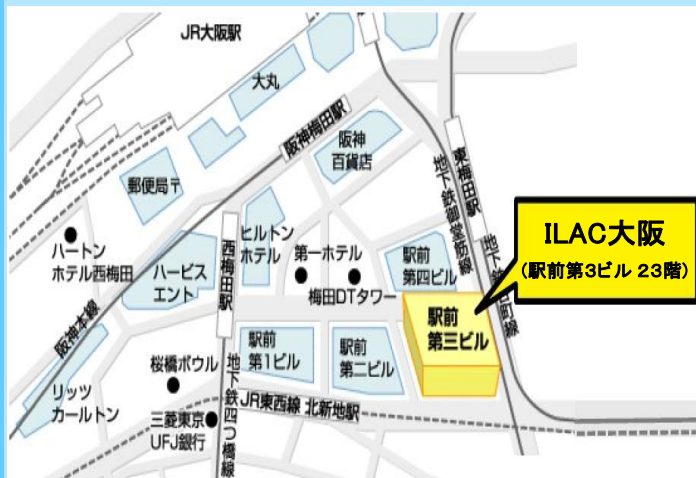 JR大阪駅
大丸
阪神梅田駅
阪神
百貨店
東梅田駅
地下鉄御堂筋線
郵便局〒
ハートン
ホテル西梅田
ハービス
エント
西梅田駅
ヒルトン
ホテル
第一ホテル
梅田DTタワー
駅前
第四ビル
ILAC大阪
(駅前第3ビル 23階)
地下鉄
町線
駅前
第三ビル
阪神本線
リッツ
カールトン
桜橋ボウル
三菱東京
UFJ銀行
地下鉄四つ橋線
駅前
第1ビル
駅前
第二ビル
JR東西線 北新地駅